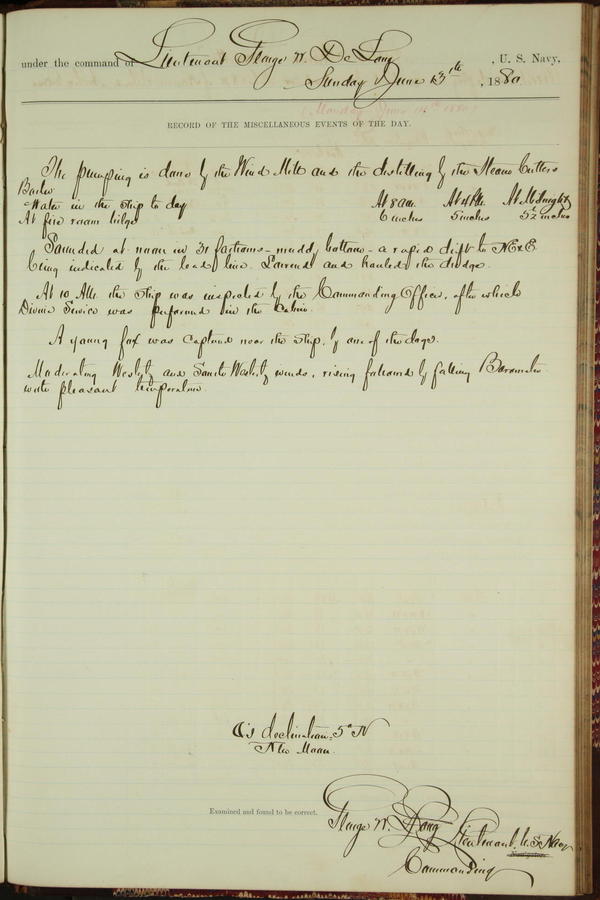 under the command of Lieutenant George W. De Long, U. S. Navy,
Sunday June 13th, 1880
RECORD OF THE MISCELLANEOUS EVENTS OF THE DAY.
The pumping is done by the Wind Mill and the distilling by the Steam Cutters
Boiler
Water in the Ship to day At 8 AM. At 4 PM. At Midnight
At fire room bilge 6 inches 5 inches 5½ inches
Sounded at noon in 31 fathoms - muddy bottom - a rapid drift to NE
being indicated by the lead line. Lowered and hauled the dredge.
At 10 AM. the Ship was inspected by the Commanding Officer, after which
Divine Service was performed in the Cabin.
A young fox was captured near the ship, by one of the dogs.
Moderating Westerly and South Westerly winds, rising followed by falling Barometer
with pleasant temperature.
declination 5° N
New Moon.
Examined and found to be correct.
George W. De Long Lieutenant, U.S. Navy
Navigator.
Commanding